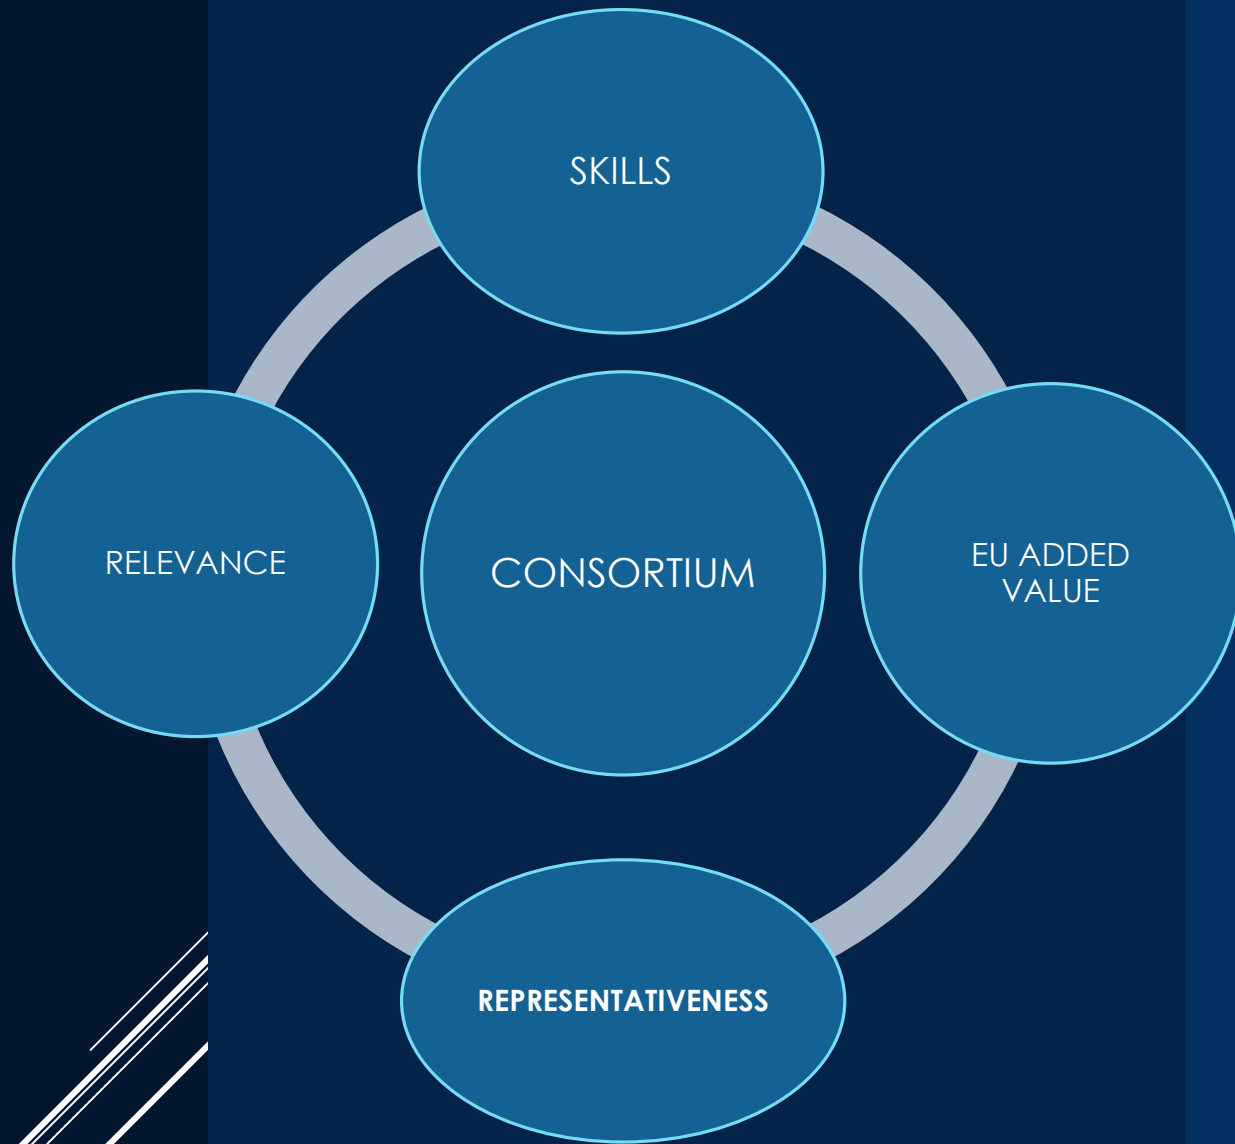 SKILLS
RELEVANCE
CONSORTIUM
EU ADDED
VALUE
REPRESENTATIVENESS